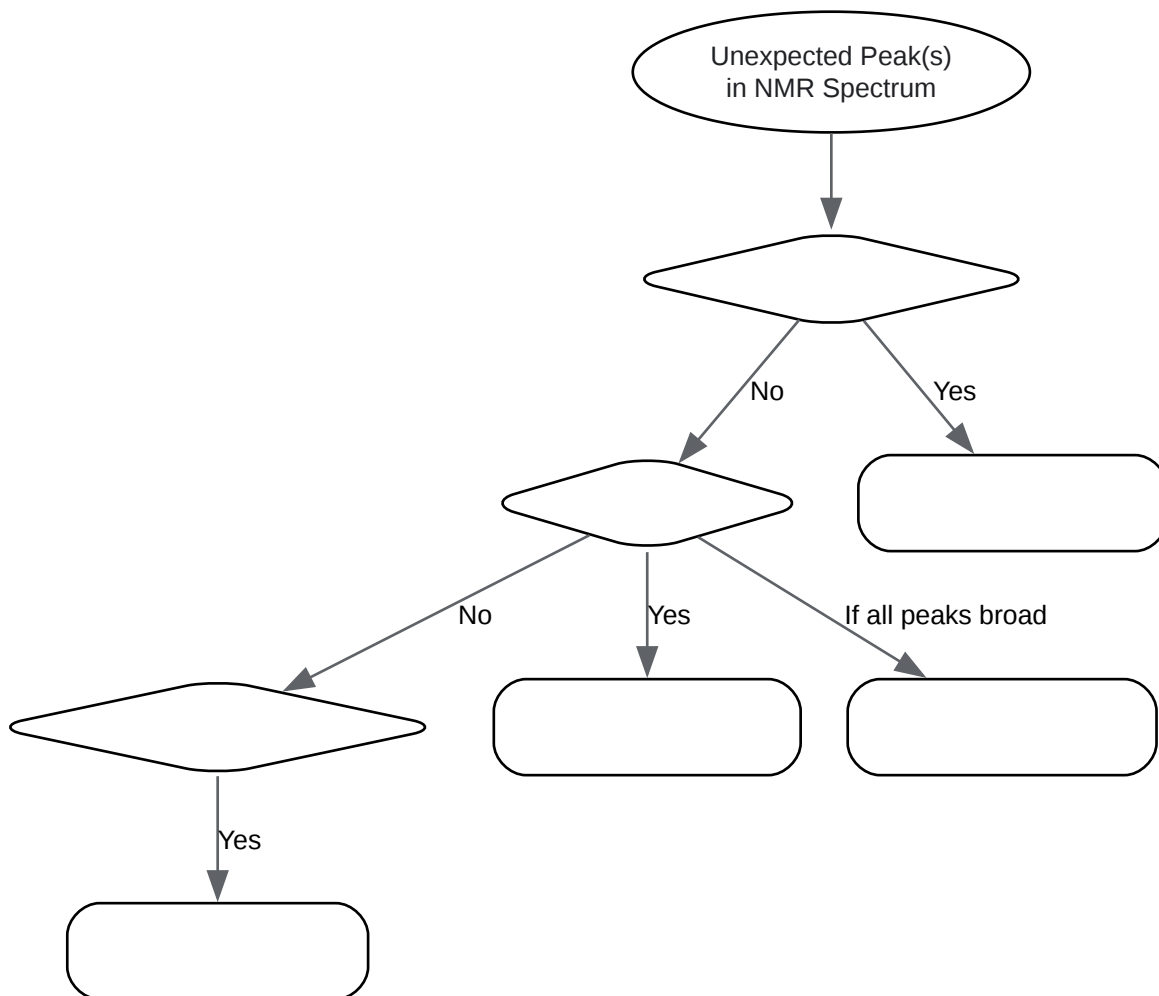 Unexpected Peak(s)
in NMR Spectrum
No
Yes
No
Yes
If all peaks broad
Yes